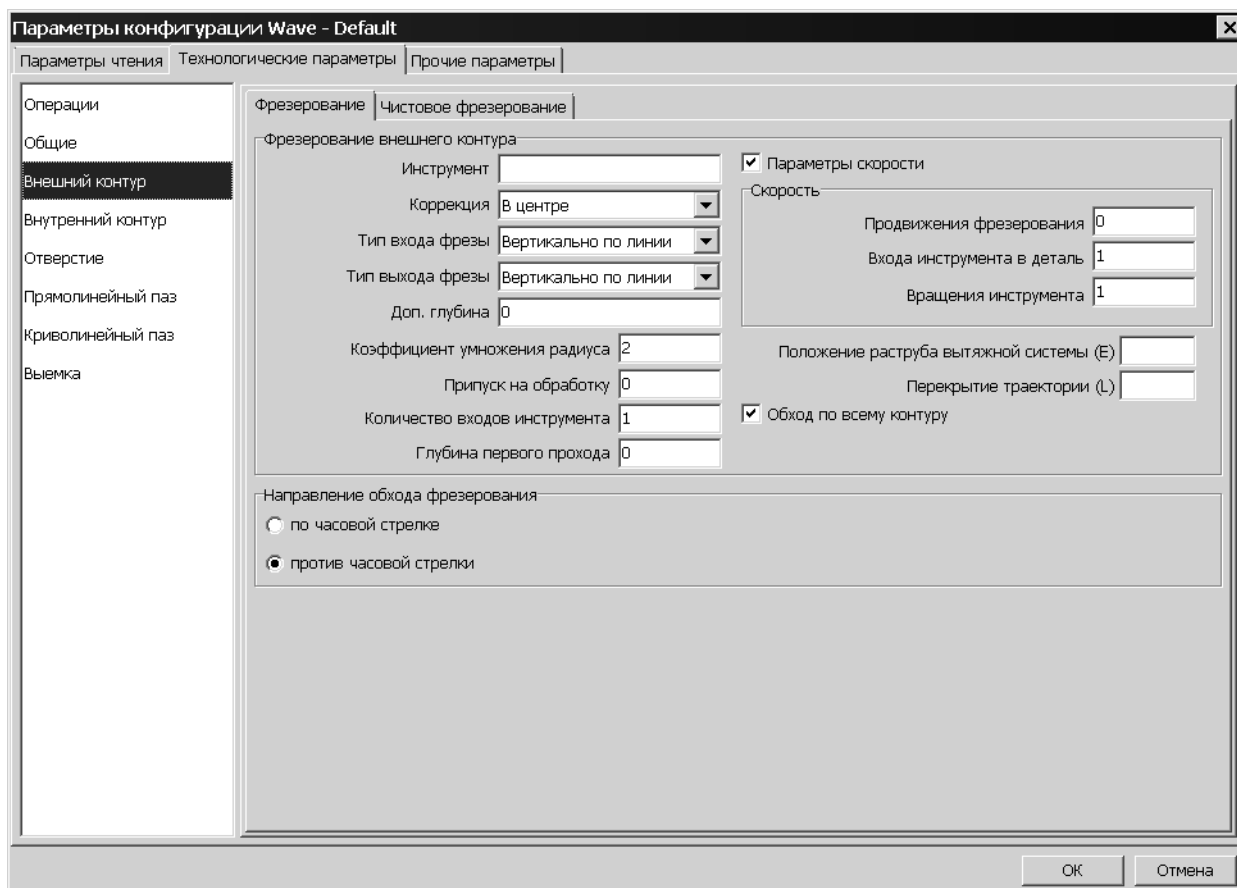 Параметры конфигурации Wave - Default
Параметры чтения
Технологические параметры
Прочие параметры
Операции
Общие
Внешний контур
Внутренний контур
Отверстие
Прямолинейный паз
Криволинейный паз
Выемка
Фрезерование
Чистовое фрезерование
Фрезерование внешнего контура
Инструмент
Коррекция В центре
Тип входа фрезы Вертикально по линии
Тип выхода фрезы Вертикально по линии
Доп. глубина 0
Коэффициент умножения радиуса 2
Припуск на обработку 0
Количество входов инструмента 1
Глубина первого прохода 0
Параметры скорости
Скорость
Продвижения фрезерования 0
Входа инструмента в деталь 1
Вращения инструмента 1
Положение раструба вытяжной системы (E)
Перекрытие траектории (L)
Обход по всему контуру
Направление обхода фрезерования
по часовой стрелке
против часовой стрелки
ОК
Отмена